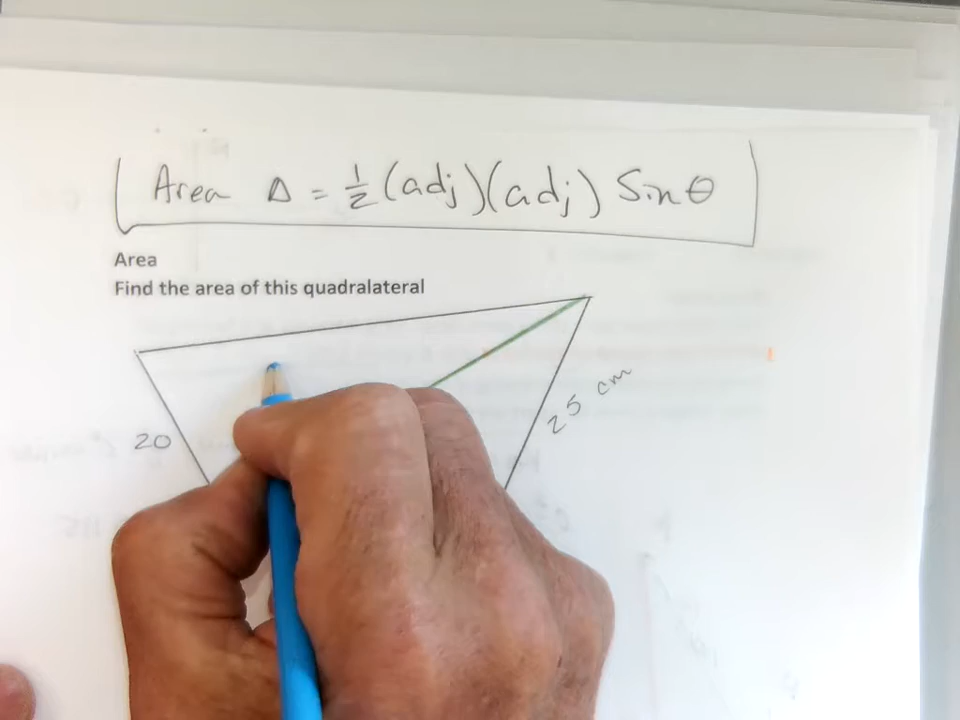 Area Δ = 1/2 (adj)(adj) Sin θ
Area
Find the area of this quadralateral
20
25 cm